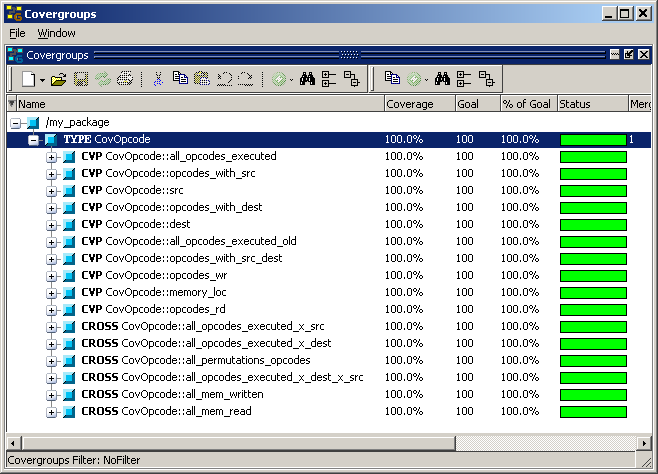 Covergroups
File Window
Covergroups
Name Coverage Goal % of Goal Status Merg
/my_package
TYPE CovOpcode 100.0% 100 100.0% 1
CVP CovOpcode::all_opcodes_executed 100.0% 100 100.0%
CVP CovOpcode::opcodes_with_src 100.0% 100 100.0%
CVP CovOpcode::src 100.0% 100 100.0%
CVP CovOpcode::opcodes_with_dest 100.0% 100 100.0%
CVP CovOpcode::dest 100.0% 100 100.0%
CVP CovOpcode::all_opcodes_executed_old 100.0% 100 100.0%
CVP CovOpcode::opcodes_with_src_dest 100.0% 100 100.0%
CVP CovOpcode::opcodes_wr 100.0% 100 100.0%
CVP CovOpcode::memory_loc 100.0% 100 100.0%
CVP CovOpcode::opcodes_rd 100.0% 100 100.0%
CROSS CovOpcode::all_opcodes_executed_x_src 100.0% 100 100.0%
CROSS CovOpcode::all_opcodes_executed_x_dest 100.0% 100 100.0%
CROSS CovOpcode::all_permutations_opcodes 100.0% 100 100.0%
CROSS CovOpcode::all_opcodes_executed_x_dest_x_src 100.0% 100 100.0%
CROSS CovOpcode::all_mem_written 100.0% 100 100.0%
CROSS CovOpcode::all_mem_read 100.0% 100 100.0%
Covergroups Filter: NoFilter